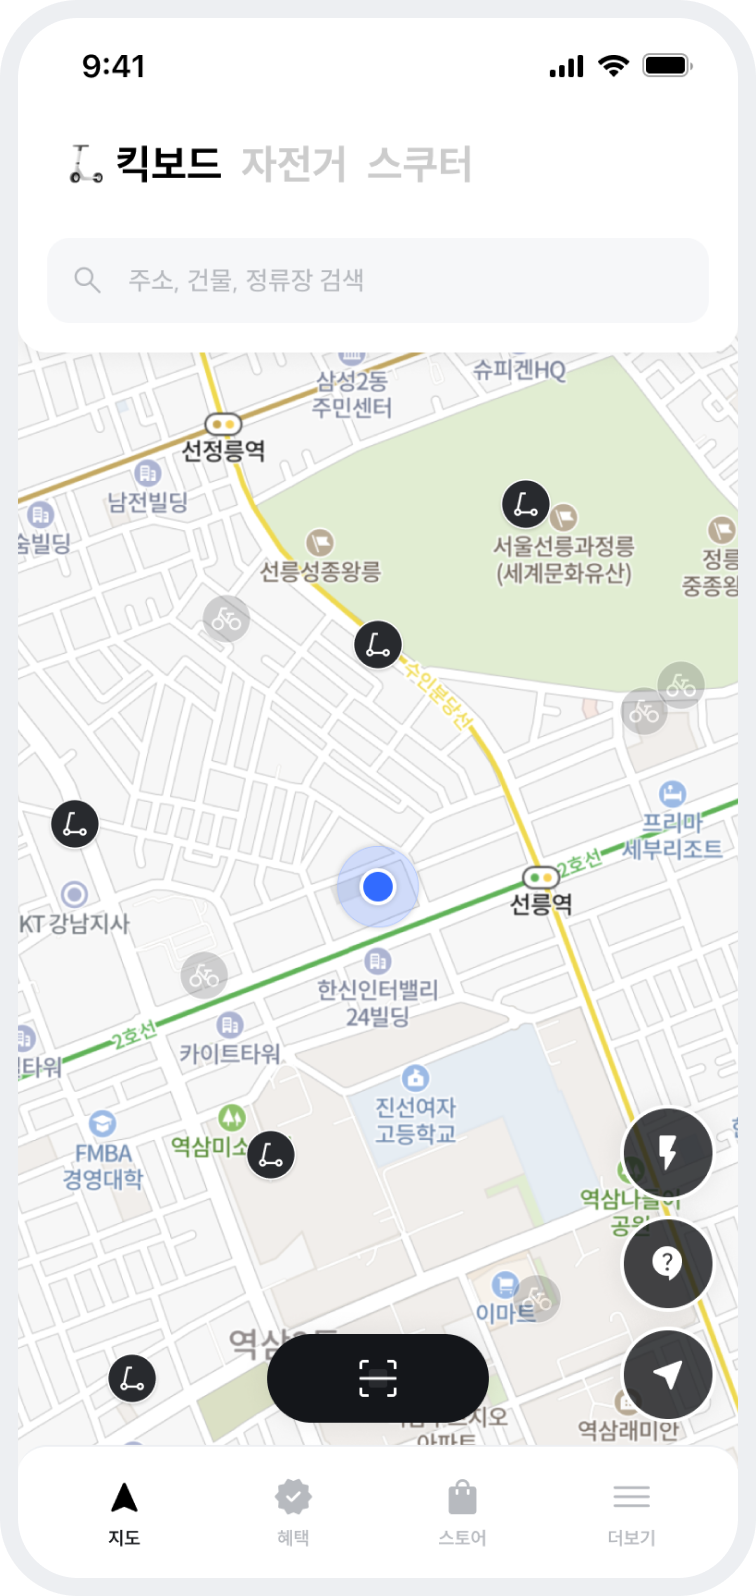 9:41
킥보드 자전거 스쿠터
주소, 건물, 정류장 검색
삼성2동
주민센터
슈피겐HQ
선정릉역
남전빌딩
숨빌딩
선릉성종왕릉
서울선릉과정릉
(세계문화유산)
정릉
중종왕
수인분당선
프리마
세부리조트
2호선
선릉역
KT 강남지사
한신인터밸리
24빌딩
2호선
카이트타워
타워
진선여자
고등학교
FMBA
경영대학
역삼미소
역삼나들이
공원
?
이마트
역삼2동
지오
아파트
역삼래미안
지도
혜택
스토어
더보기